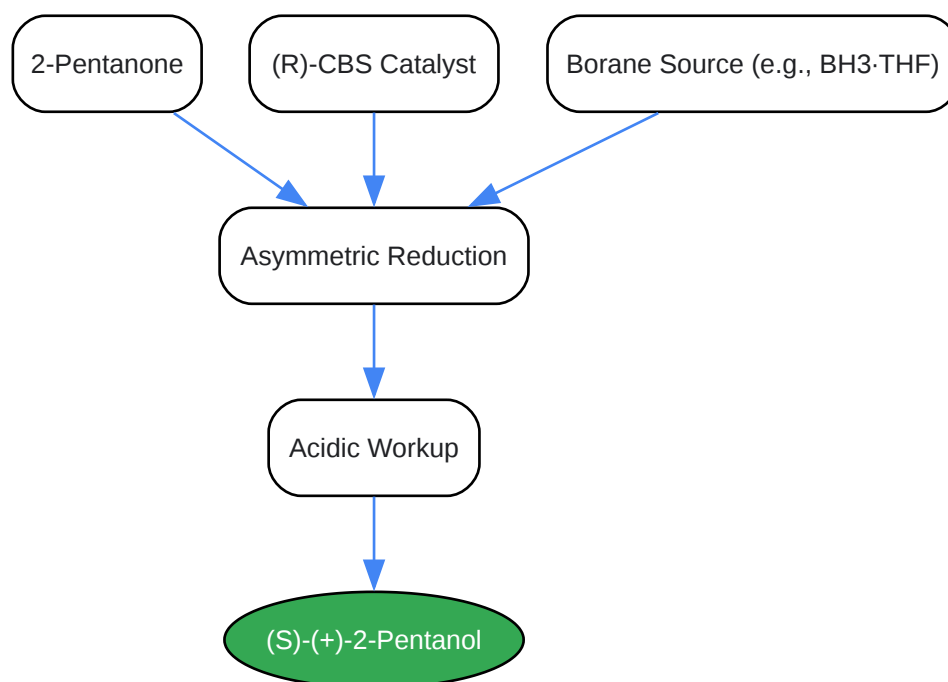 2-Pentanone
(R)-CBS Catalyst
Borane Source (e.g., BH3·THF)
Asymmetric Reduction
Acidic Workup
(S)-(+)-2-Pentanol